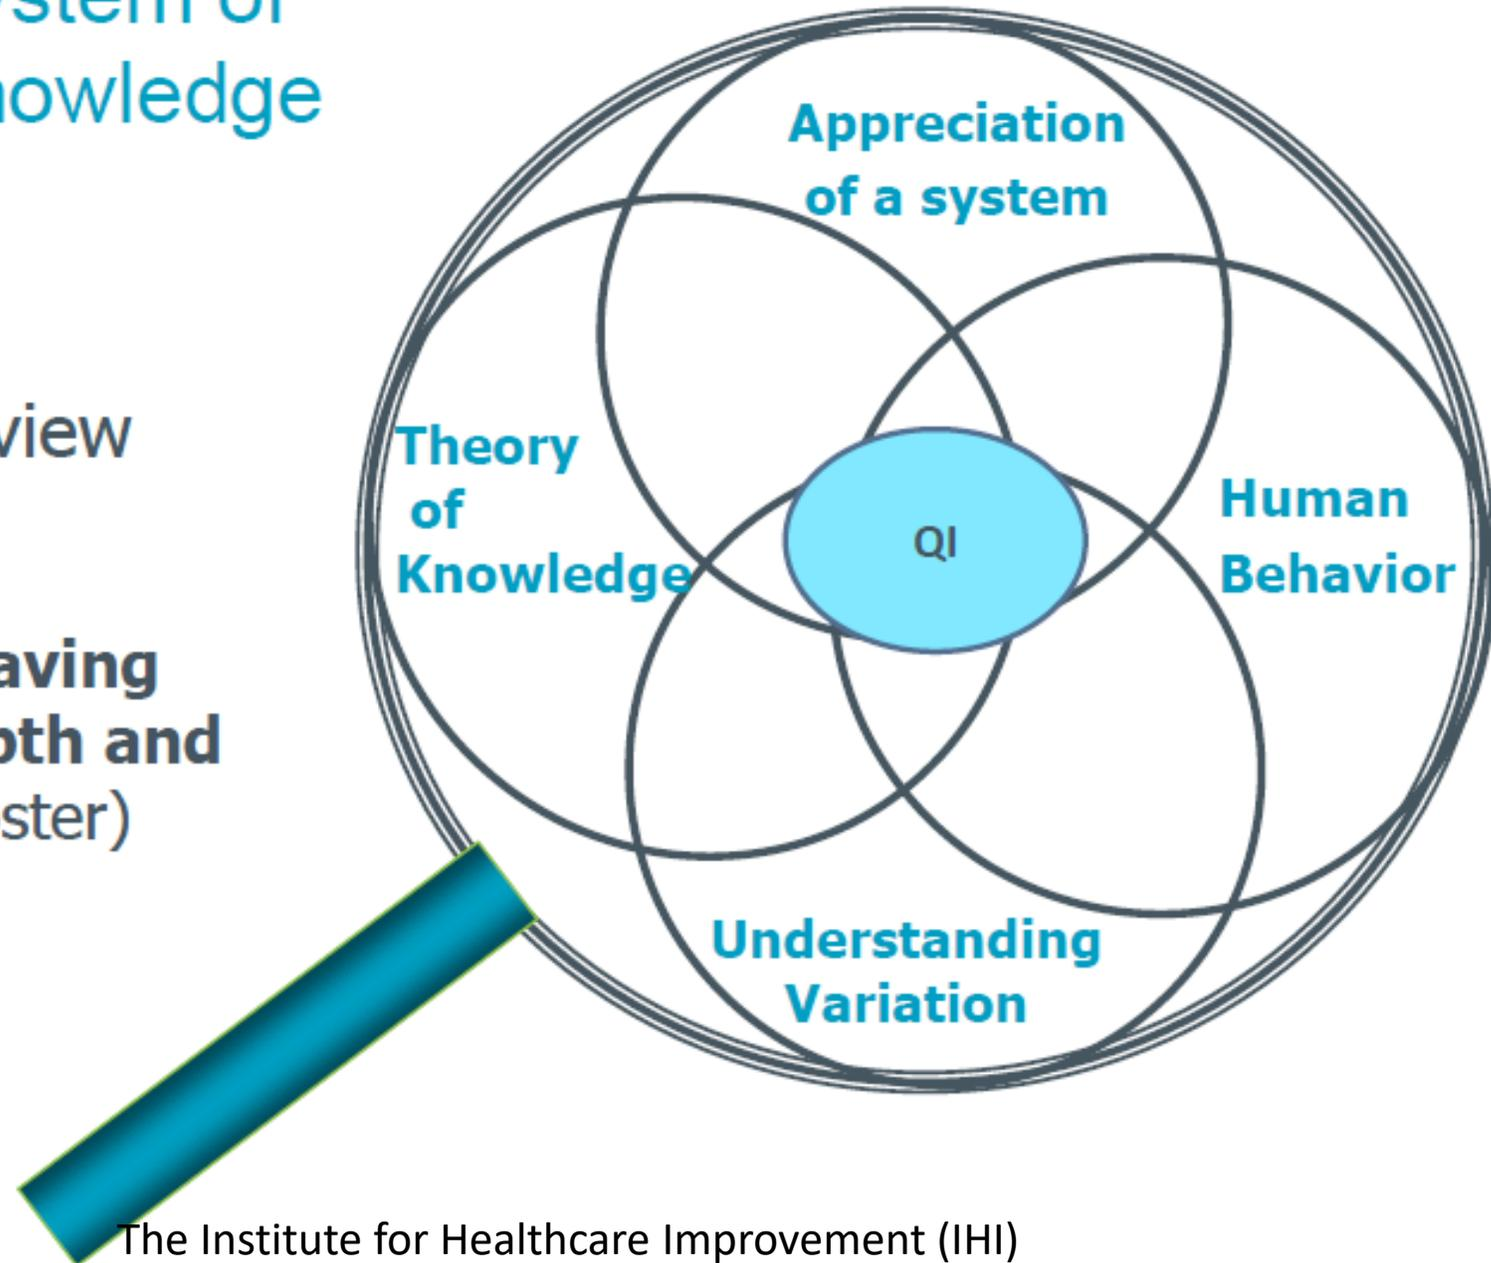 of
owledge
view
Theory
of
Knowledge
aving
and
ster)
Appreciation
of a system
QI
Human
Behavior
Understanding
Variation
The Institute for Healthcare Improvement (IHI)